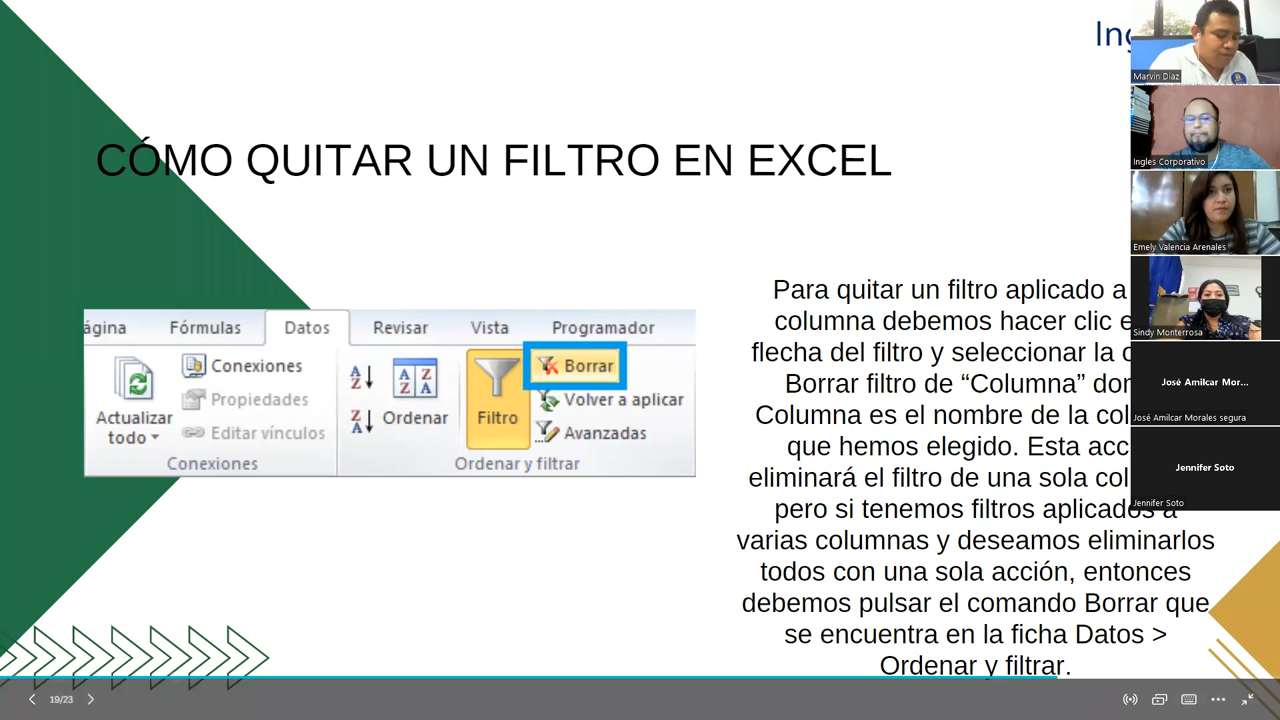 Ing
CÓMO QUITAR UN FILTRO EN EXCEL
ágina Fórmulas Datos Revisar Vista Programador
Actualizar todo
Conexiones
Propiedades
Editar vínculos
Conexiones
Ordenar
Filtro
Borrar
Volver a aplicar
Avanzadas
Ordenar y filtrar
Para quitar un filtro aplicado a
columna debemos hacer clic e
flecha del filtro y seleccionar la
Borrar filtro de “Columna” don
Columna es el nombre de la col
que hemos elegido. Esta acc
eliminará el filtro de una sola col
pero si tenemos filtros aplicados a
varias columnas y deseamos eliminarlos
todos con una sola acción, entonces
debemos pulsar el comando Borrar que
se encuentra en la ficha Datos >
Ordenar y filtrar.
Marvin Diaz
Ingles Corporativo
Emely Valencia Arenales
Sindy Monterrosa
José Amilcar Mor...
José Amilcar Morales segura
Jennifer Soto
Jennifer Soto
19/23